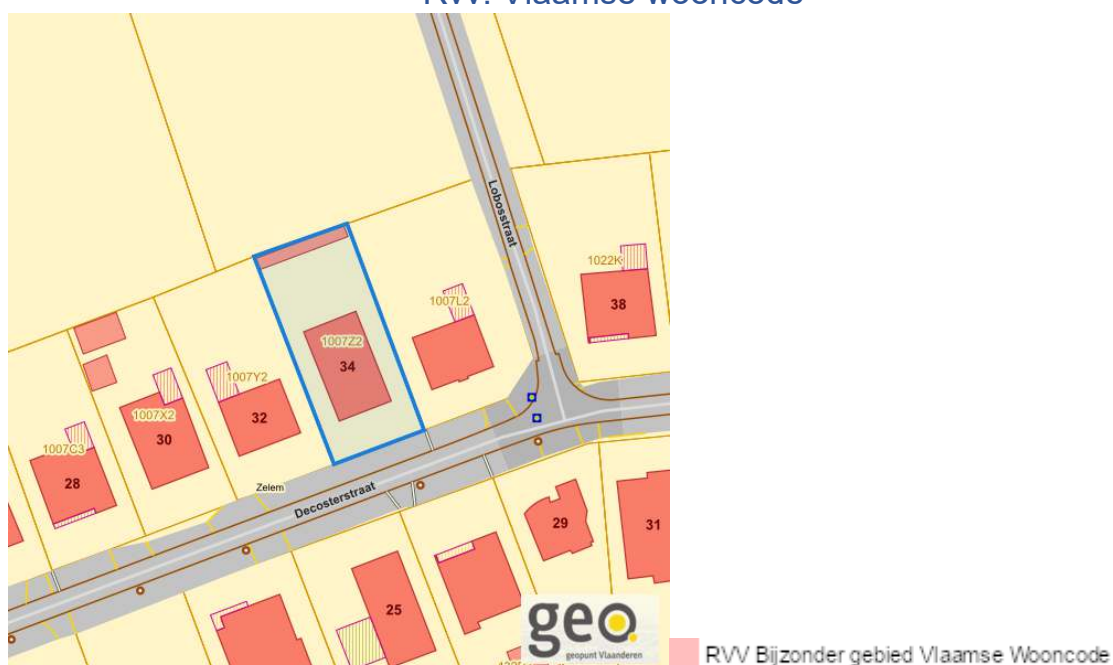 RVV: Vlaamse wooncode
Lobosstraat
1022K
38
1007L2
1007Z2
34
1007Y2
32
1007X2
30
1007C3
28
Zelem
Decosterstraat
29
31
25
geo
geopunt Vlaanderen
RVV Bijzonder gebied Vlaamse Wooncode